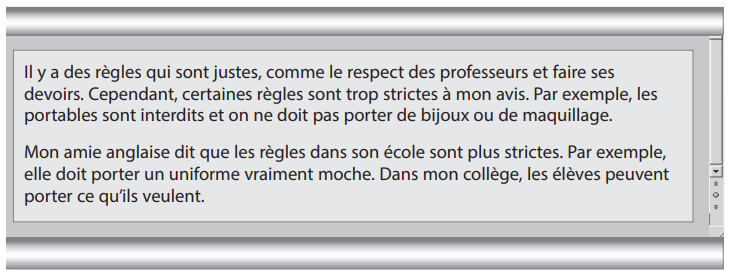 Il y a des règles qui sont justes, comme le respect des professeurs et faire ses
devoirs. Cependant, certaines règles sont trop strictes à mon avis. Par exemple, les
portables sont interdits et on ne doit pas porter de bijoux ou de maquillage.
Mon amie anglaise dit que les règles dans son école sont plus strictes. Par exemple,
elle doit porter un uniforme vraiment moche. Dans mon collège, les élèves peuvent
porter ce qu'ils veulent.